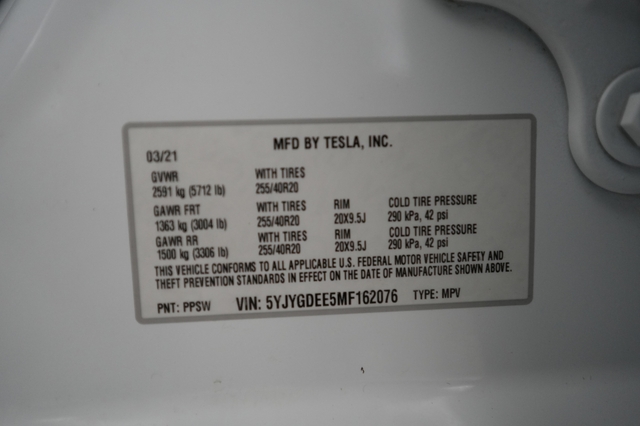 MFD BY TESLA, INC.
03/21
GVWR WITH TIRES
2591 kg (5712 lb) 255/40R20
GAWR FRT WITH TIRES RIM COLD TIRE PRESSURE
1363 kg (3004 lb) 255/40R20 20X9.5J 290 kPa, 42 psi
GAWR RR WITH TIRES RIM COLD TIRE PRESSURE
1500 kg (3306 lb) 255/40R20 20X9.5J 290 kPa, 42 psi
THIS VEHICLE CONFORMS TO ALL APPLICABLE U.S. FEDERAL MOTOR VEHICLE SAFETY AND
THEFT PREVENTION STANDARDS IN EFFECT ON THE DATE OF MANUFACTURE SHOWN ABOVE.
PNT: PPSW VIN: 5YJYGDEE5MF162076 TYPE: MPV